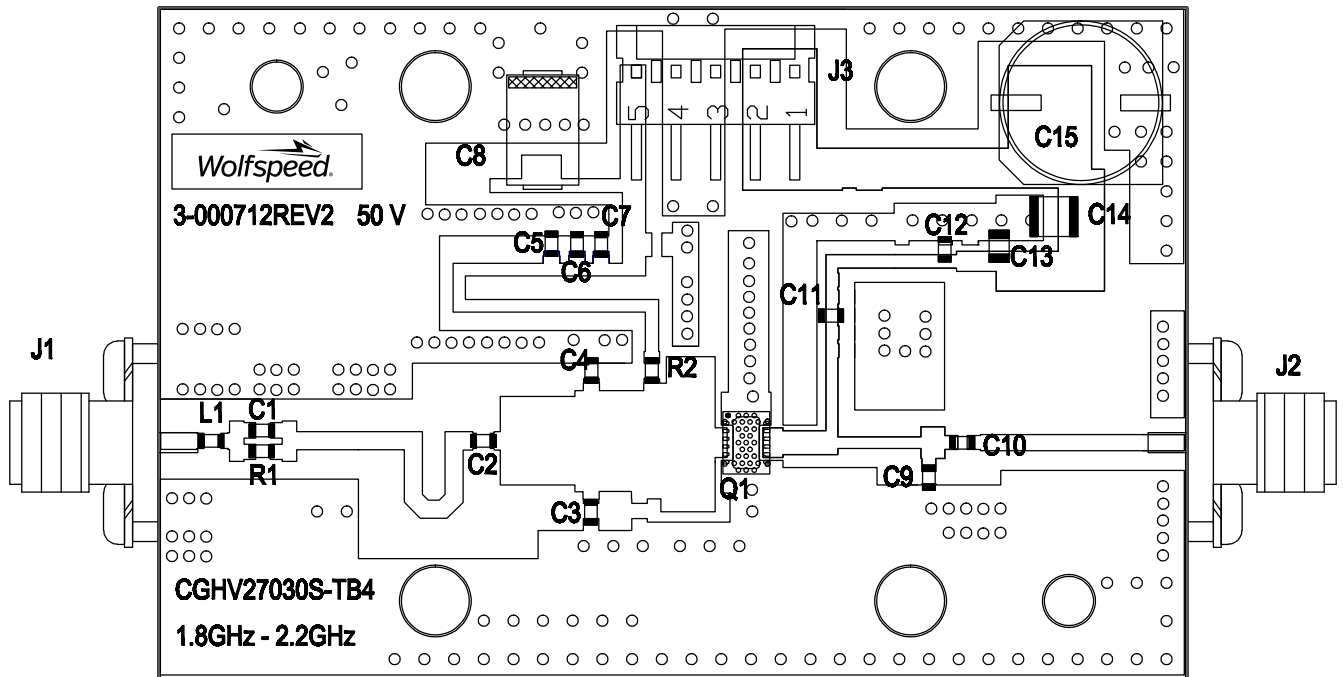 J3
5 4 3 2 1
C15
C8
Wolfspeed.
3-000712REV2 50 V
C7
C14
C5
C12
C6
C13
C11
J1
C4
R2
J2
L1
C1
R1
C2
C10
C9
Q1
C3
CGHV27030S-TB4
1.8GHz - 2.2GHz